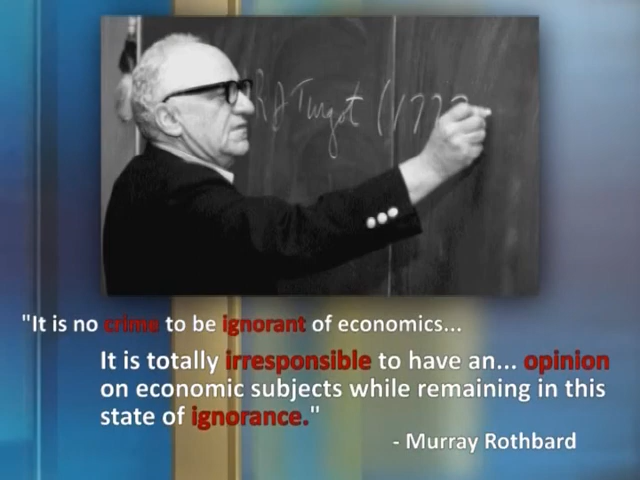 R J Turgot (1772
"It is no crime to be ignorant of economics...
It is totally irresponsible to have an... opinion
on economic subjects while remaining in this
state of ignorance."
- Murray Rothbard